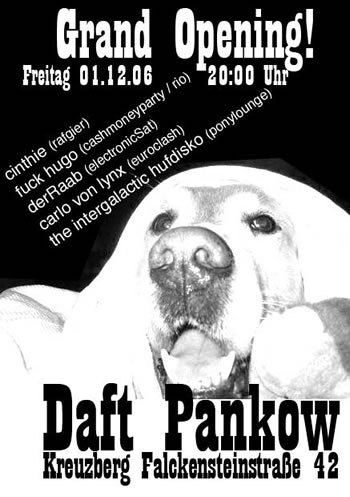 Grand Opening!
Freitag 01.12.06 20:00 Uhr
cinthie (ratgier)
fuck hugo (cashmoneyparty / rio)
derRaab (electronicSat)
carlo von lynx (euroclash)
the intergalactic hufdisko (ponylounge)
Daft Pankow
Kreuzberg Falckensteinstraße 42